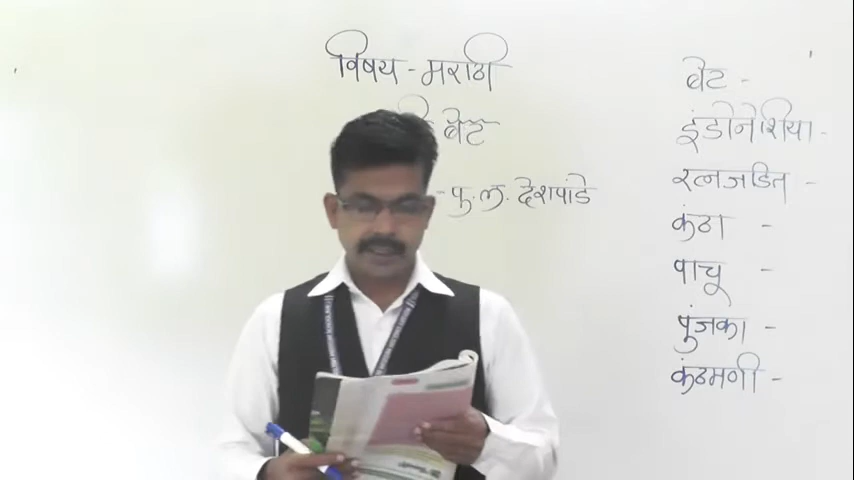 विषय - मराठी
बेटे
- पु. ल. देशपांडे
बेट -
इंडोनेशिया -
रत्नजडित -
कंठा -
पाचू -
पुंजका -
कंठमणी -